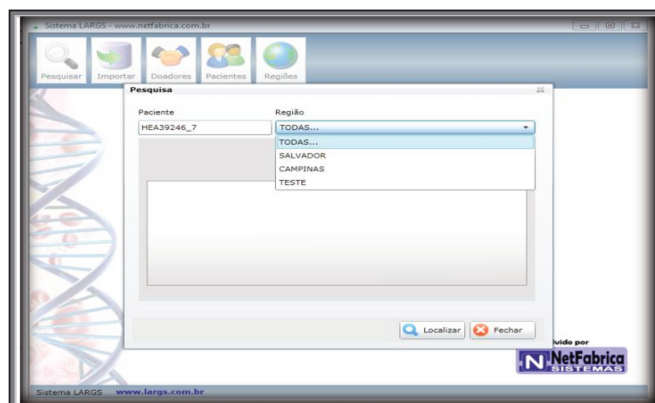 Sistema LARGS - www.netfabrica.com.br
Pesquisar Importar Doadores Pacientes Regiões
Pesquisa
Paciente Região
HEA39246_7 TODAS...
TODAS...
SALVADOR
CAMPINAS
TESTE
Localizar Fechar
lvido por
N NetFabrica
SISTEMAS
Sistema LARGS www.largs.com.br